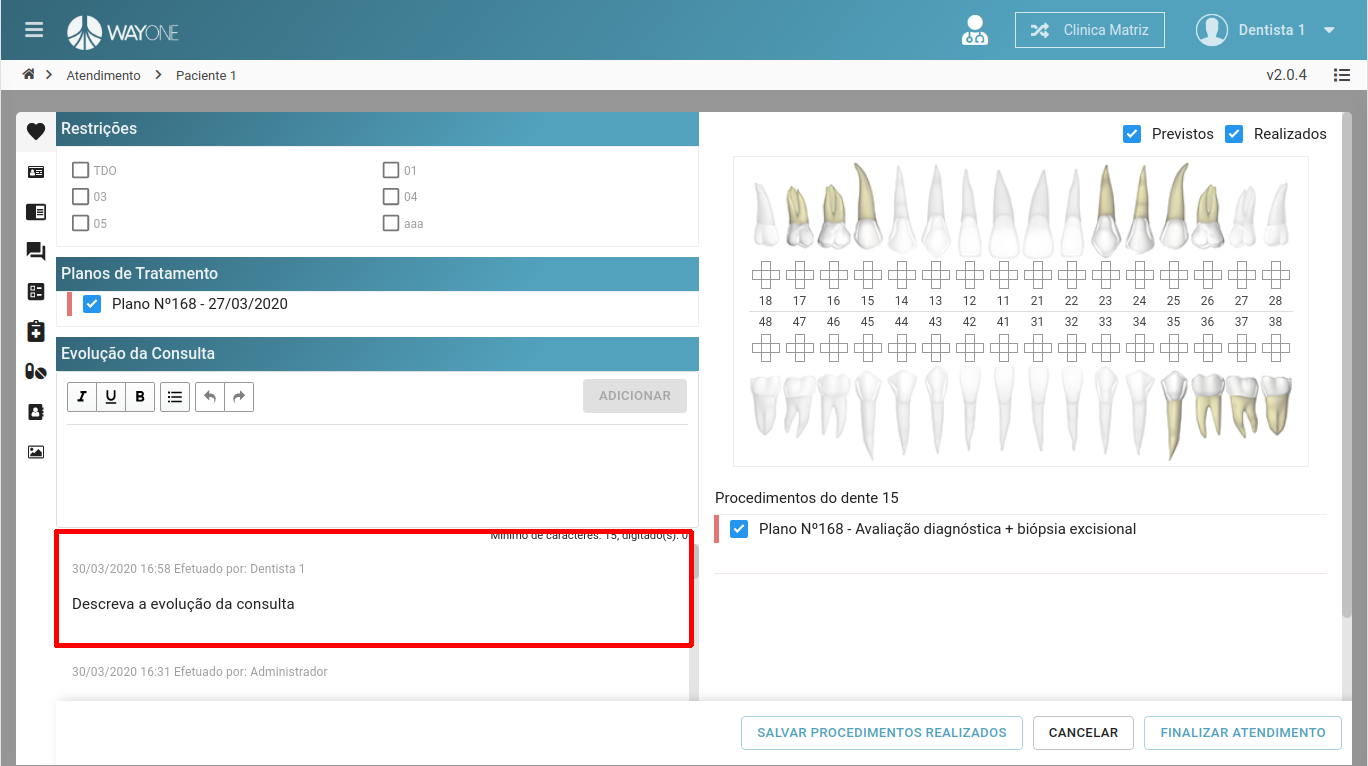 WAYONE
Clinica Matriz
Dentista 1
Atendimento
Paciente 1
v2.0.4
Restrições
TDO
01
03
04
05
aaa
Planos de Tratamento
Plano Nº168 - 27/03/2020
Evolução da Consulta
I U B
ADICIONAR
Mínimo de caracteres: 15, digitado(s): 0
30/03/2020 16:58 Efetuado por: Dentista 1
Descreva a evolução da consulta
30/03/2020 16:31 Efetuado por: Administrador
Previstos
Realizados
18 17 16 15 14 13 12 11 21 22 23 24 25 26 27 28
48 47 46 45 44 43 42 41 31 32 33 34 35 36 37 38
Procedimentos do dente 15
Plano Nº168 - Avaliação diagnóstica + biópsia excisional
SALVAR PROCEDIMENTOS REALIZADOS
CANCELAR
FINALIZAR ATENDIMENTO